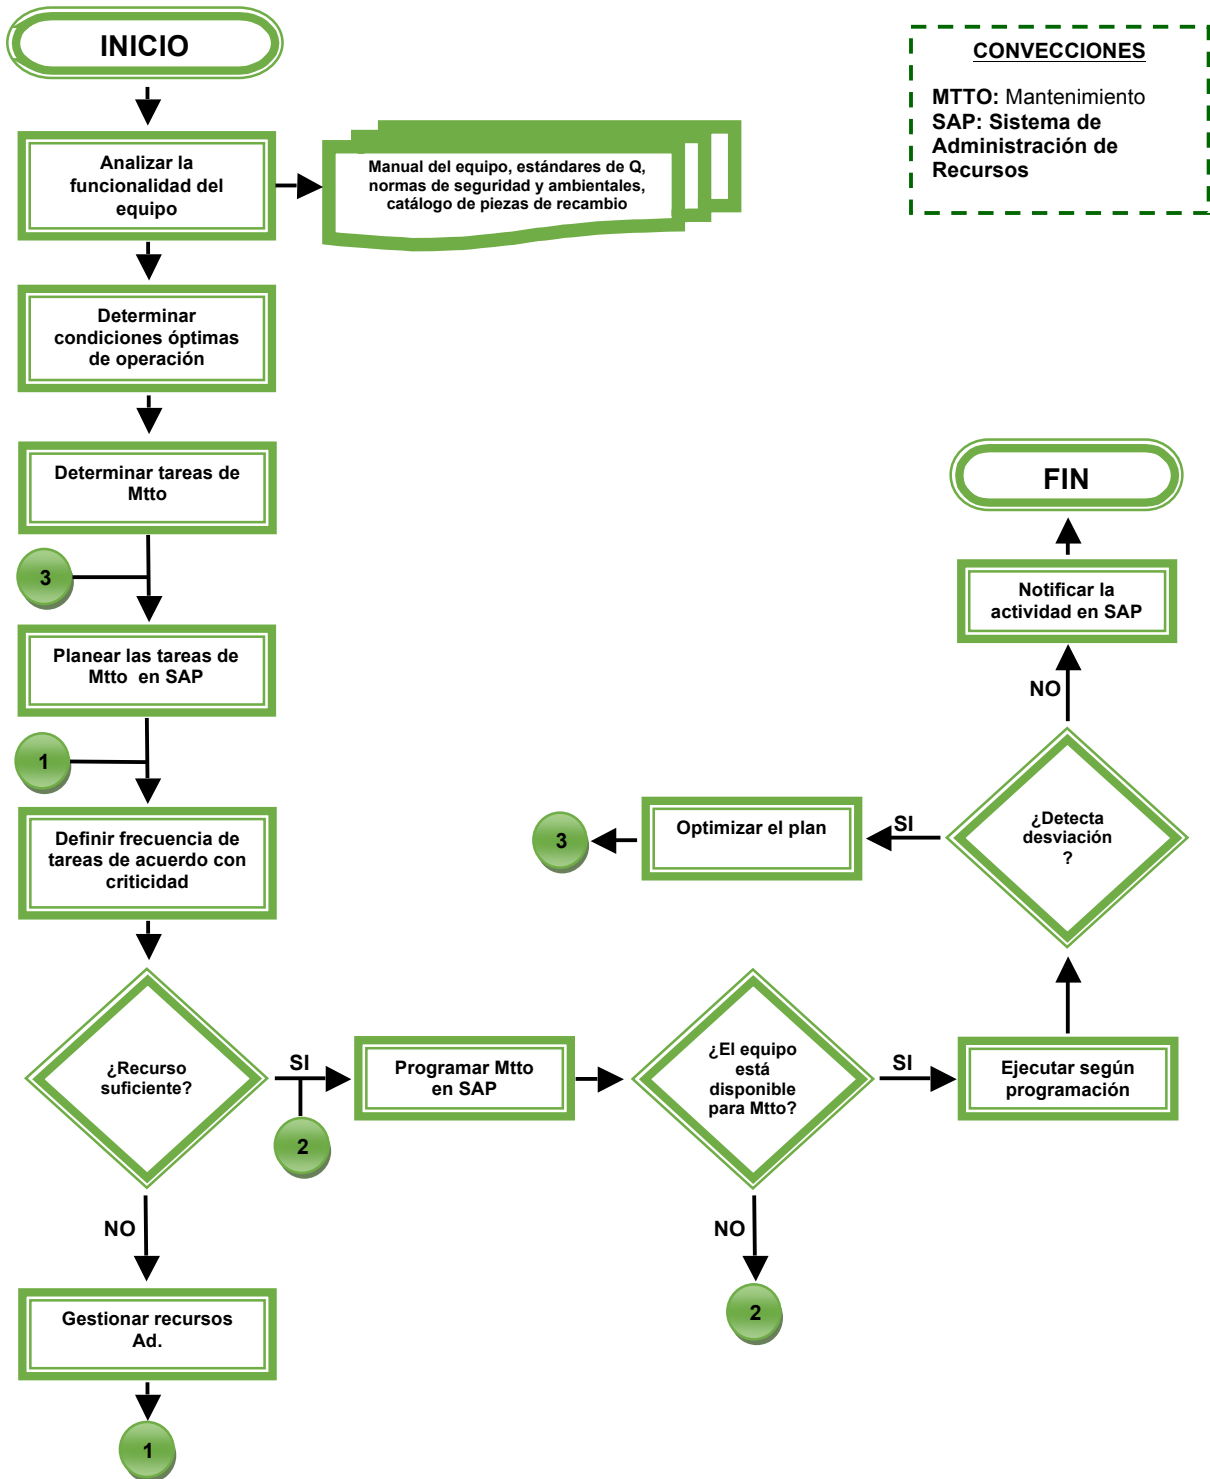 INICIO
CONVECCIONES
MTTO: Mantenimiento
SAP: Sistema de
Administración de
Recursos
Analizar la
funcionalidad del
equipo
Manual del equipo, estándares de Q,
normas de seguridad y ambientales,
catálogo de piezas de recambio
Determinar
condiciones óptimas
de operación
Determinar tareas de
Mtto
3
Planear las tareas de
Mtto en SAP
1
Definir frecuencia de
tareas de acuerdo con
criticidad
¿Recurso
suficiente?
SI
2
NO
Gestionar recursos
Ad.
1
Programar Mtto
en SAP
¿El equipo
está
disponible
para Mtto?
NO
2
SI
Ejecutar según
programación
¿Detecta
desviación
?
SI
Optimizar el plan
3
NO
Notificar la
actividad en SAP
FIN